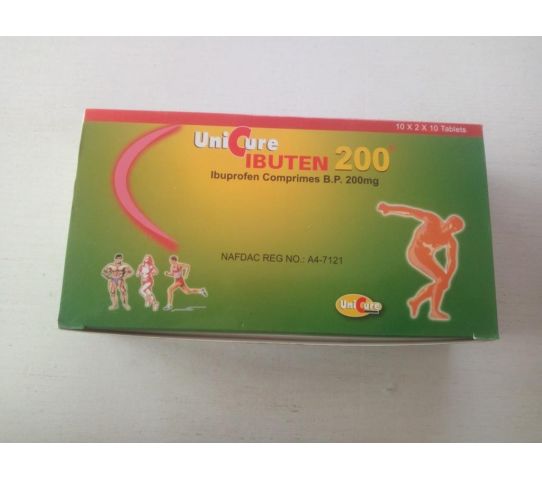 10 X 2 X 10 Tablets
UniCure
IBUTEN 200
Ibuprofen Comprimes B.P. 200mg
NAFDAC REG NO.: A4-7121
UniCure